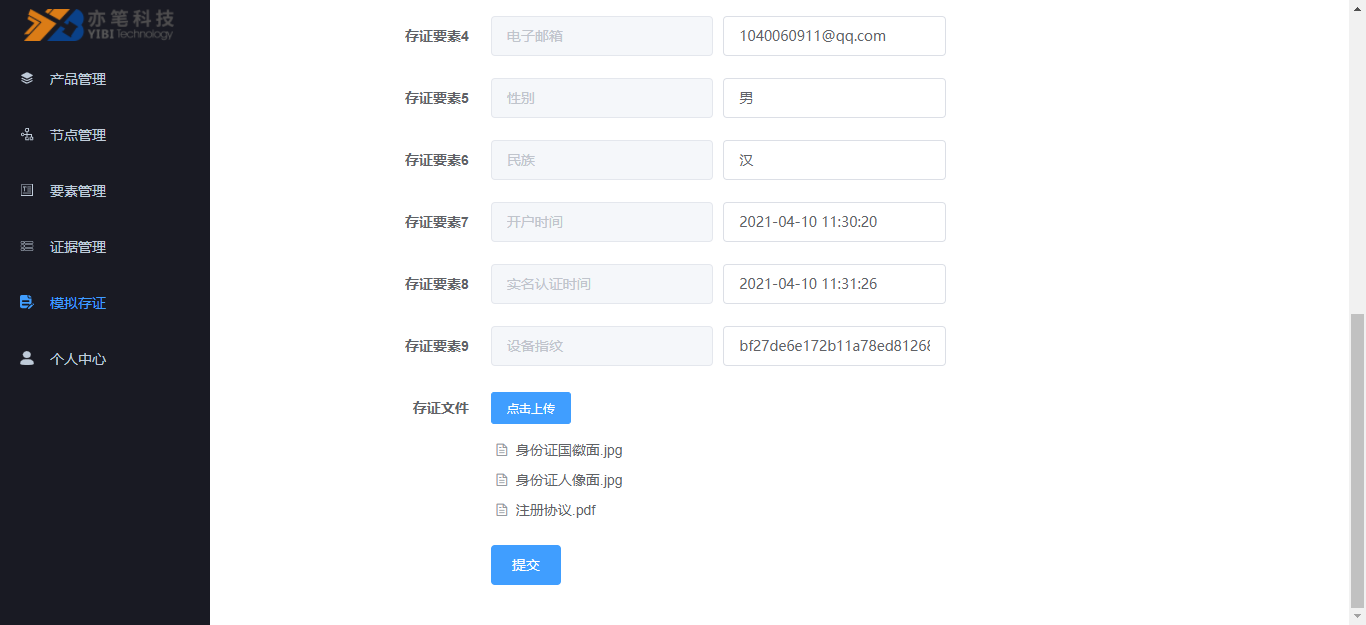 亦笔科技
YIBI Technology
产品管理
节点管理
要素管理
证据管理
模拟存证
个人中心
存证要素4 电子邮箱 1040060911@qq.com
存证要素5 性别 男
存证要素6 民族 汉
存证要素7 开户时间 2021-04-10 11:30:20
存证要素8 实名认证时间 2021-04-10 11:31:26
存证要素9 设备指纹 bf27de6e172b11a78ed81268
存证文件 点击上传
身份证国徽面.jpg
身份证人像面.jpg
注册协议.pdf
提交